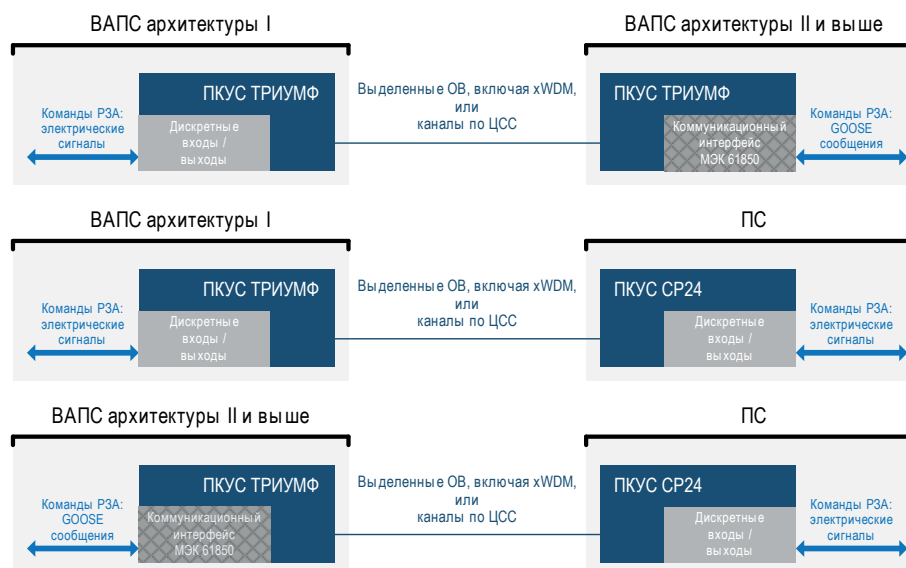 ВАПС архитектуры I
ВАПС архитектуры II и выше
Команды РЗА:
электрические
сигналы
ПКУС ТРИУМФ
Дискретные
входы /
выходы
Выделенные ОВ, включая xWDM,
или
каналы по ЦСС
ПКУС ТРИУМФ
Коммуникационный
интерфейс
МЭК 61850
Команды РЗА:
GOOSE
сообщения
ВАПС архитектуры I
ПС
Команды РЗА:
электрические
сигналы
ПКУС ТРИУМФ
Дискретные
входы /
выходы
Выделенные ОВ, включая xWDM,
или
каналы по ЦСС
ПКУС СР24
Дискретные
входы /
выходы
Команды РЗА:
электрические
сигналы
ВАПС архитектуры II и выше
ПС
Команды РЗА:
GOOSE
сообщения
ПКУС ТРИУМФ
Коммуникационный
интерфейс
МЭК 61850
Выделенные ОВ, включая xWDM,
или
каналы по ЦСС
ПКУС СР24
Дискретные
входы /
выходы
Команды РЗА:
электрические
сигналы